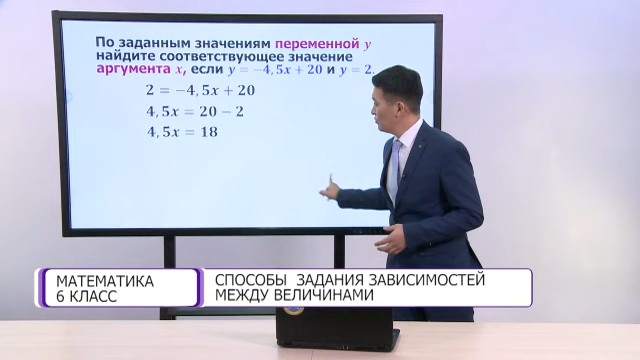 По заданным значениям переменной y
найдите соответствующее значение
аргумента x, если y = −4,5x + 20 и y = 2.
2 = −4,5x + 20
4,5x = 20 − 2
4,5x = 18
МАТЕМАТИКА
6 КЛАСС
СПОСОБЫ ЗАДАНИЯ ЗАВИСИМОСТЕЙ
МЕЖДУ ВЕЛИЧИНАМИ